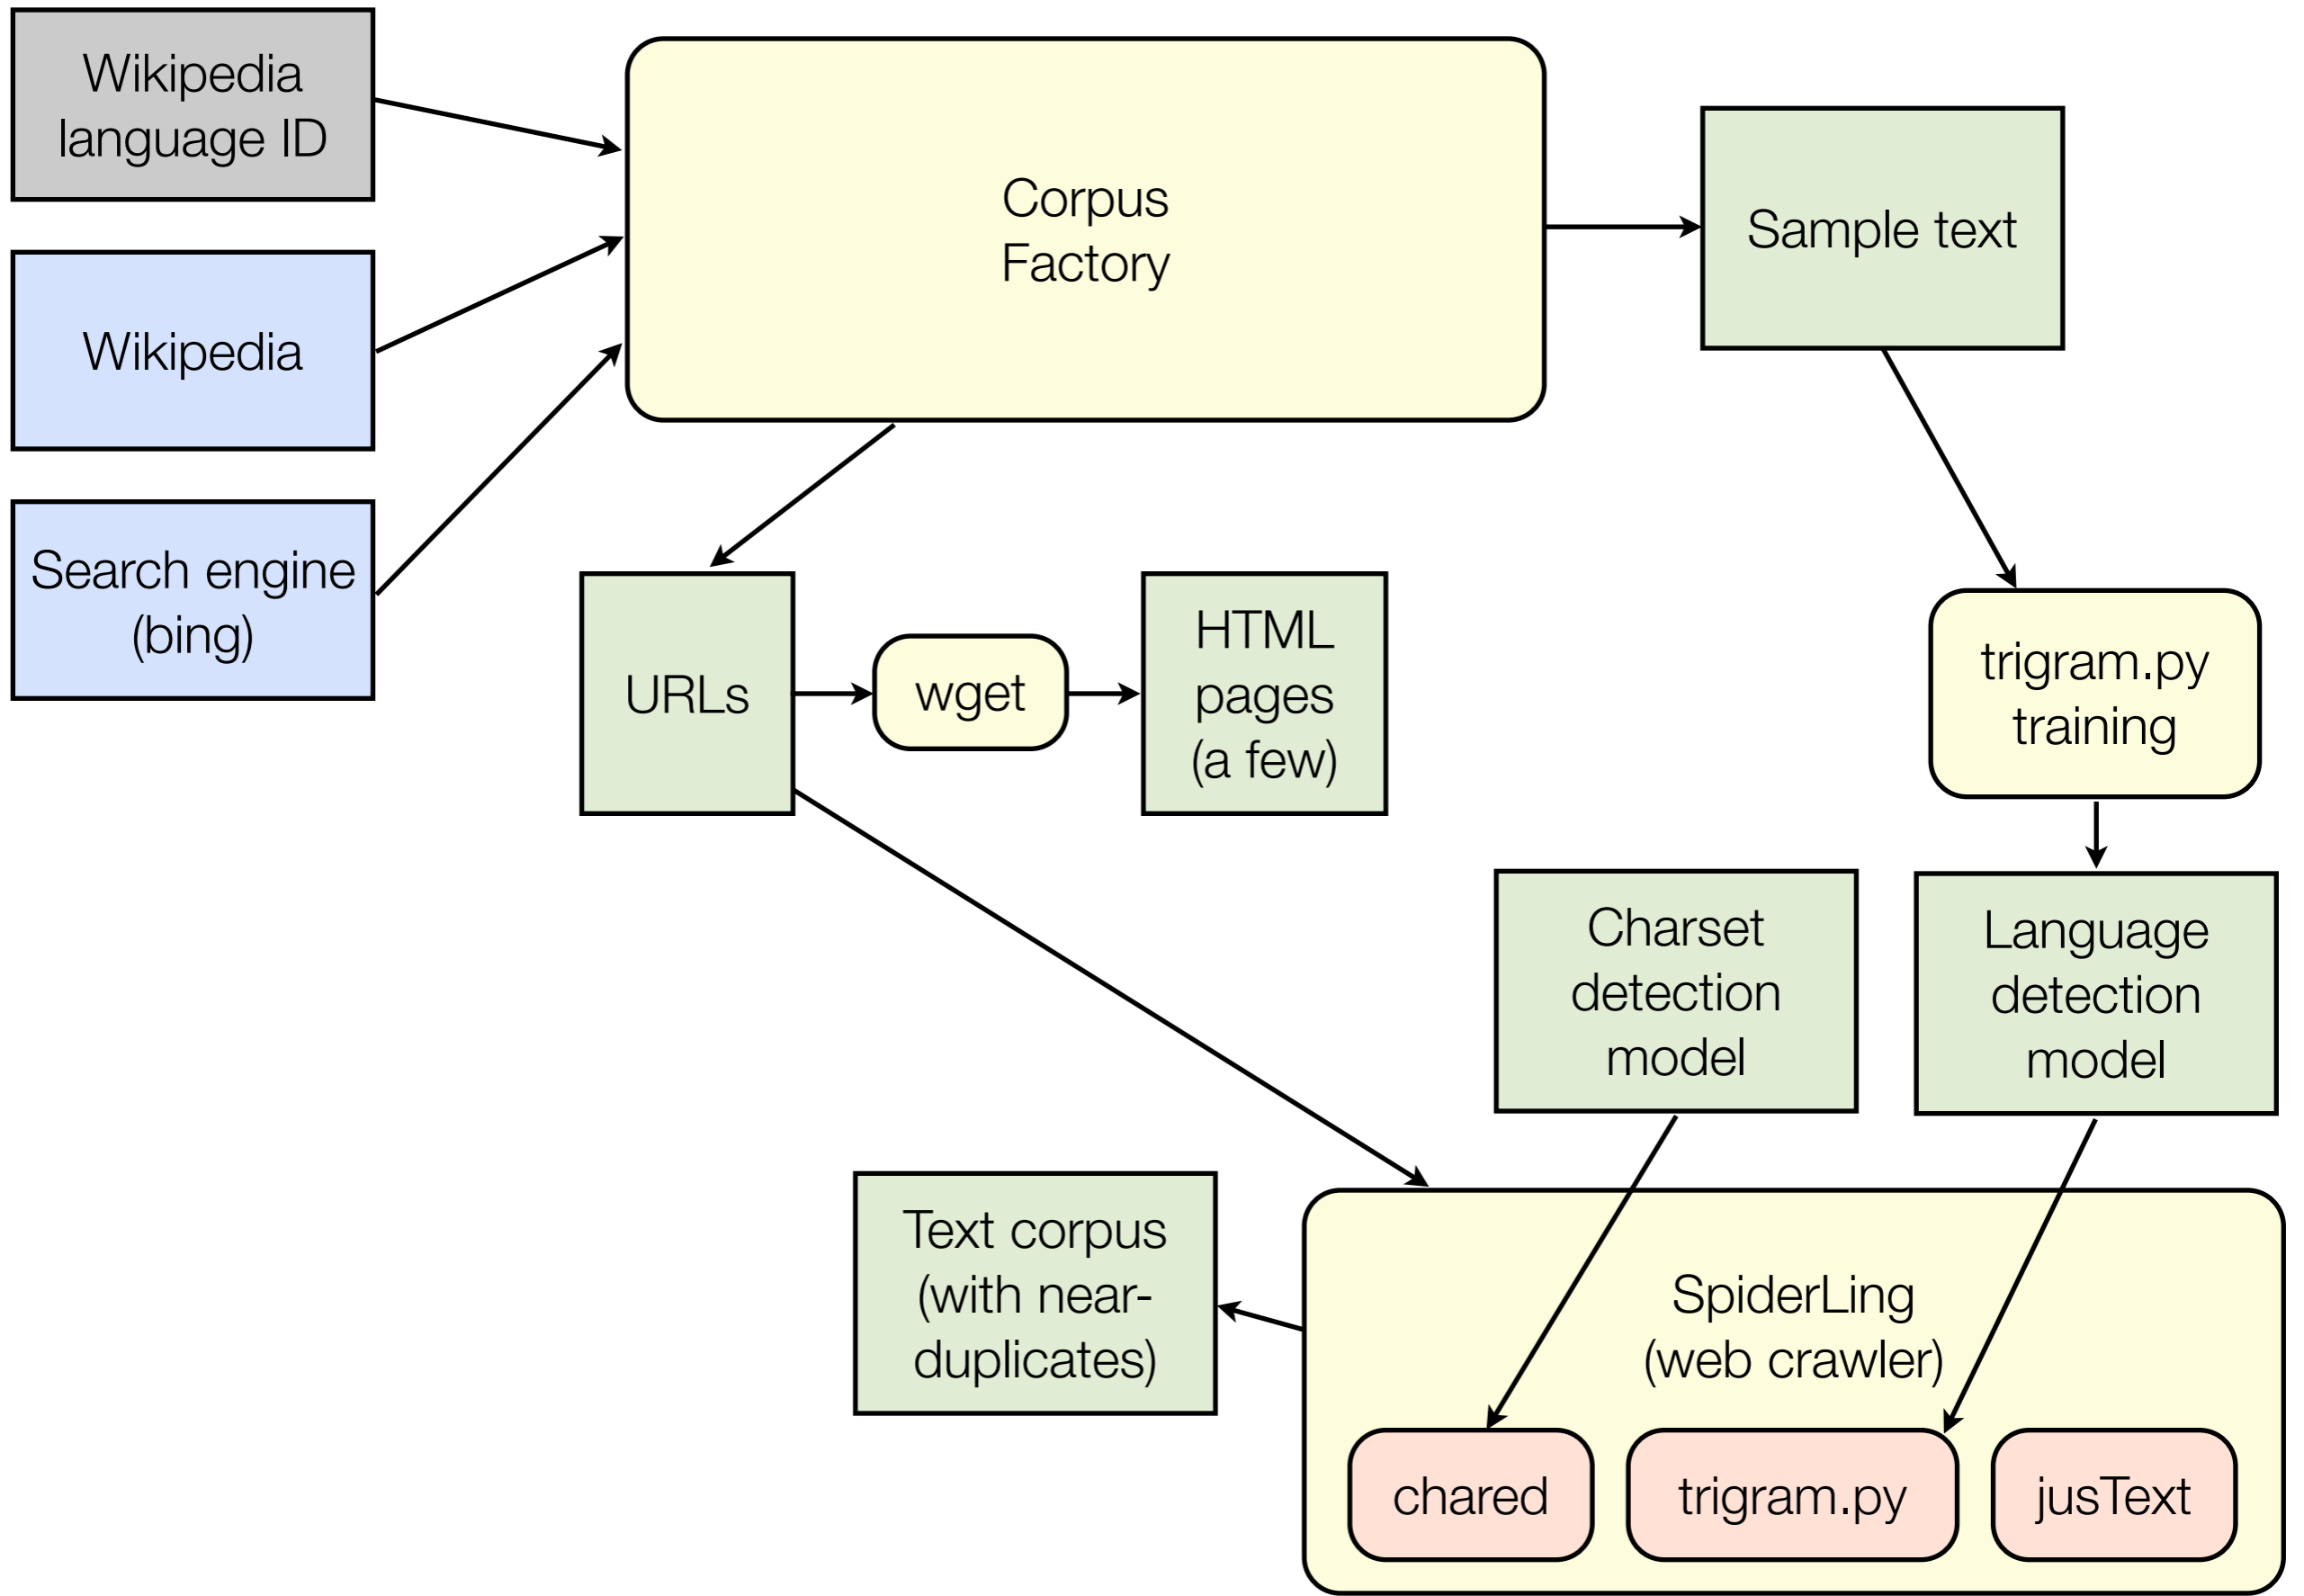 Wikipedia
language ID
Corpus
Factory
Sample text
Wikipedia
Search engine
(bing)
URLs
wget
HTML
pages
(a few)
trigram.py
training
Charset
detection
model
Language
detection
model
Text corpus
(with near-
duplicates)
SpiderLing
(web crawler)
chared
trigram.py
jusText